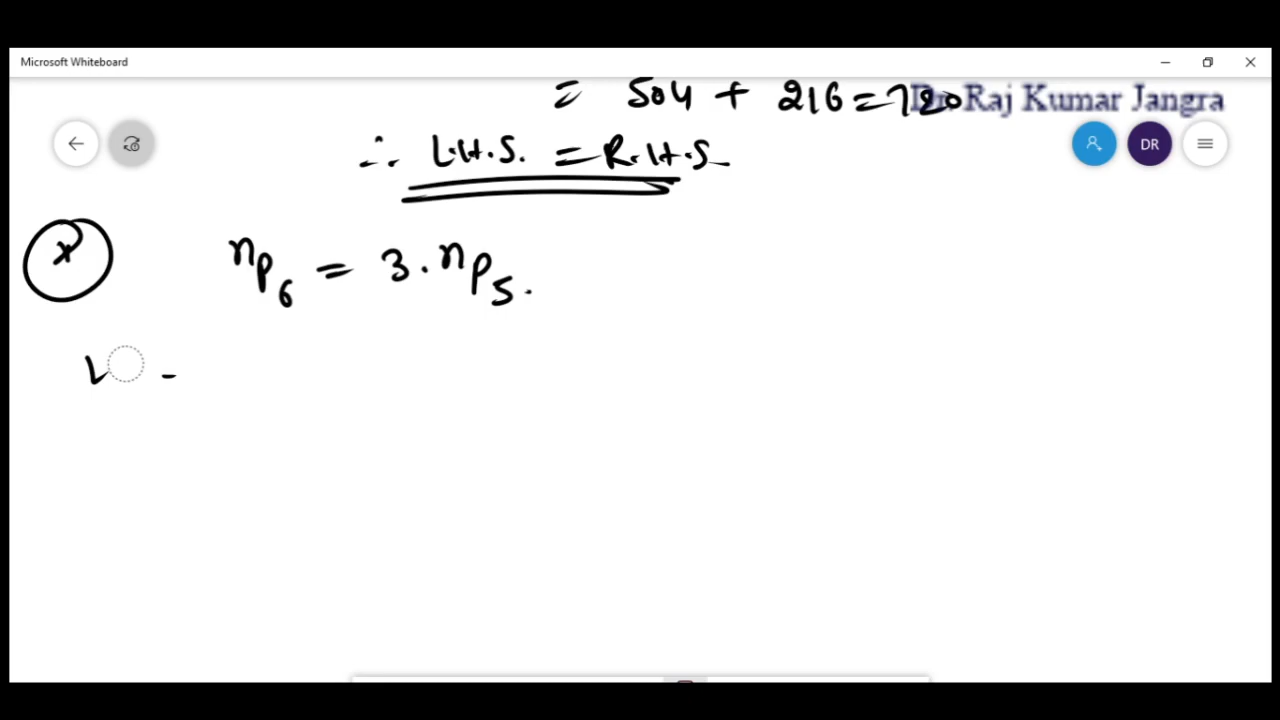 Microsoft Whiteboard
= 504 + 216 = 720
Dr. Raj Kumar Jangra
∴ L.H.S. = R.H.S.
DR
* nP6 = 3. nP5.